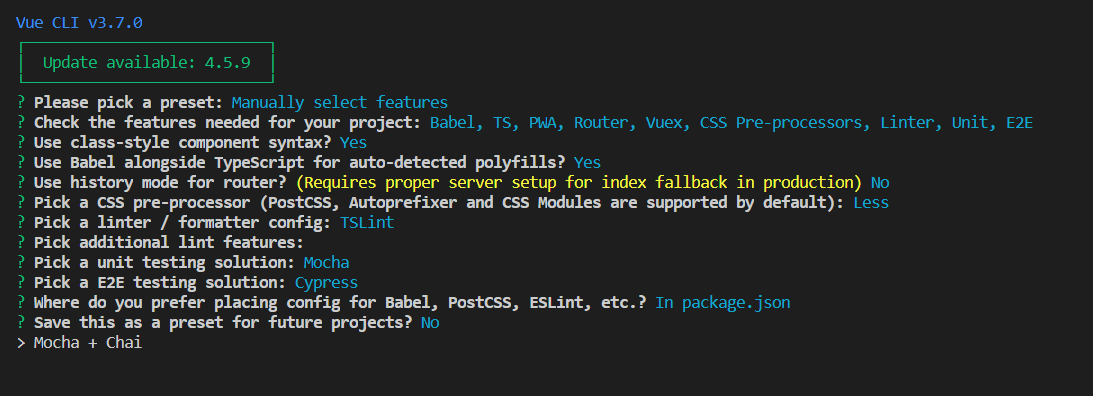 Vue CLI v3.7.0
Update available: 4.5.9
? Please pick a preset: Manually select features
? Check the features needed for your project: Babel, TS, PWA, Router, Vuex, CSS Pre-processors, Linter, Unit, E2E
? Use class-style component syntax? Yes
? Use Babel alongside TypeScript for auto-detected polyfills? Yes
? Use history mode for router? (Requires proper server setup for index fallback in production) No
? Pick a CSS pre-processor (PostCSS, Autoprefixer and CSS Modules are supported by default): Less
? Pick a linter / formatter config: TSLint
? Pick additional lint features:
? Pick a unit testing solution: Mocha
? Pick a E2E testing solution: Cypress
? Where do you prefer placing config for Babel, PostCSS, ESLint, etc.? In package.json
? Save this as a preset for future projects? No
> Mocha + Chai